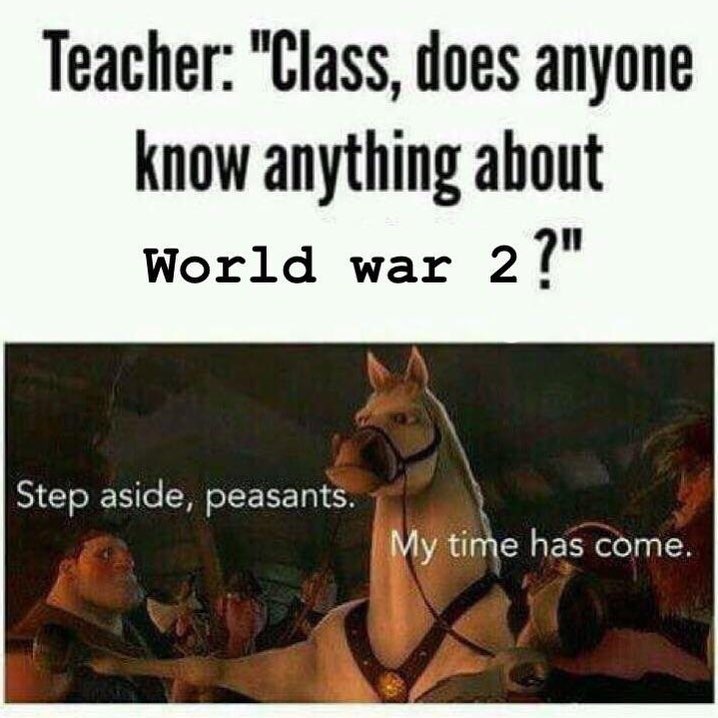 Teacher: "Class, does anyone
know anything about
World war 2?"
Step aside, peasants.
My time has come.